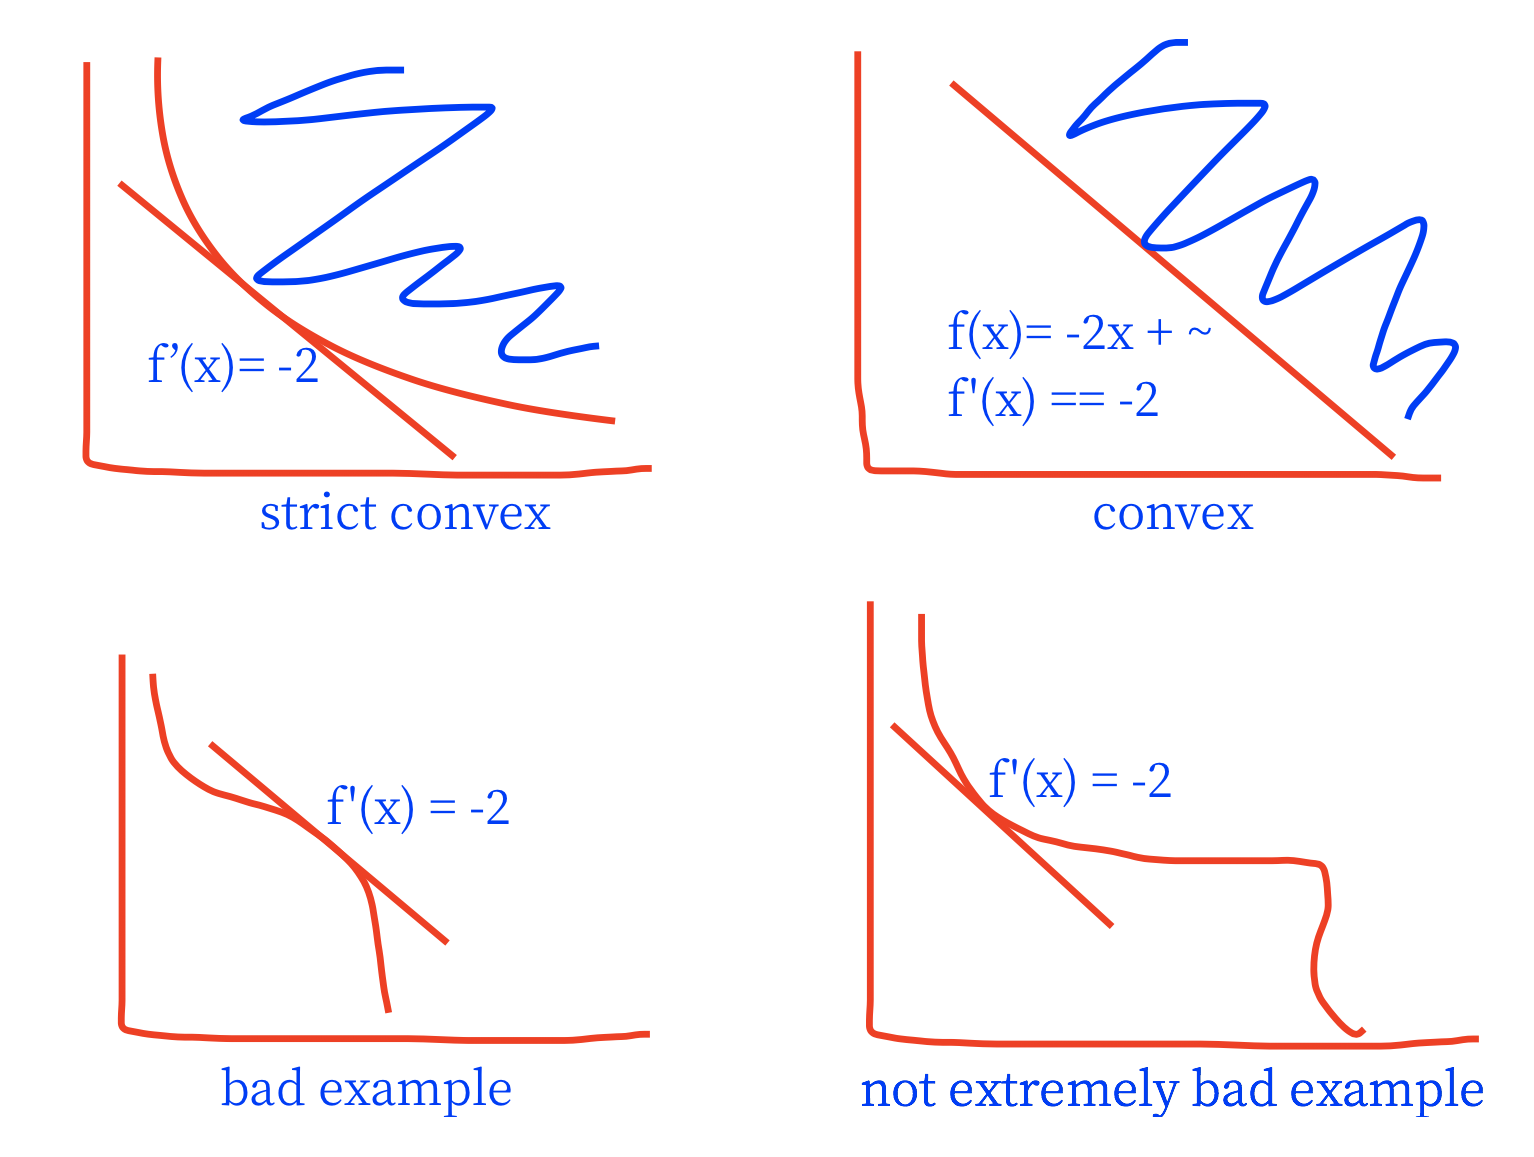 f’(x)= -2
strict convex
f(x)= -2x + ~
f'(x) == -2
convex
f'(x) = -2
bad example
f'(x) = -2
not extremely bad example